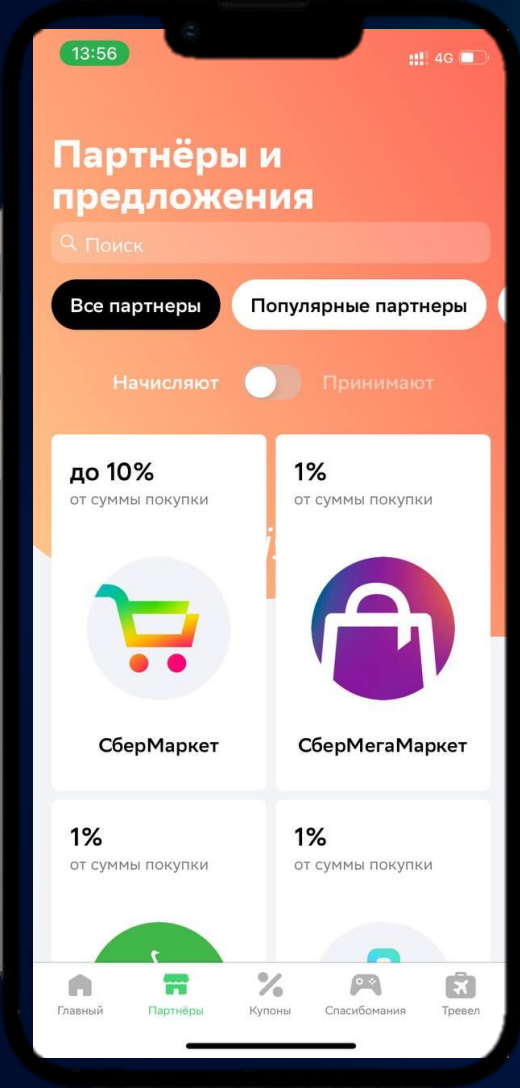 13:56
4G
Партнёры и
предложения
Поиск
Все партнеры
Популярные партнеры
Начисляют
Принимают
до 10%
от суммы покупки
1%
от суммы покупки
СберМаркет
СберМегаМаркет
1%
от суммы покупки
1%
от суммы покупки
Главный
Партнёры
Купоны
Спасибомания
Тревел